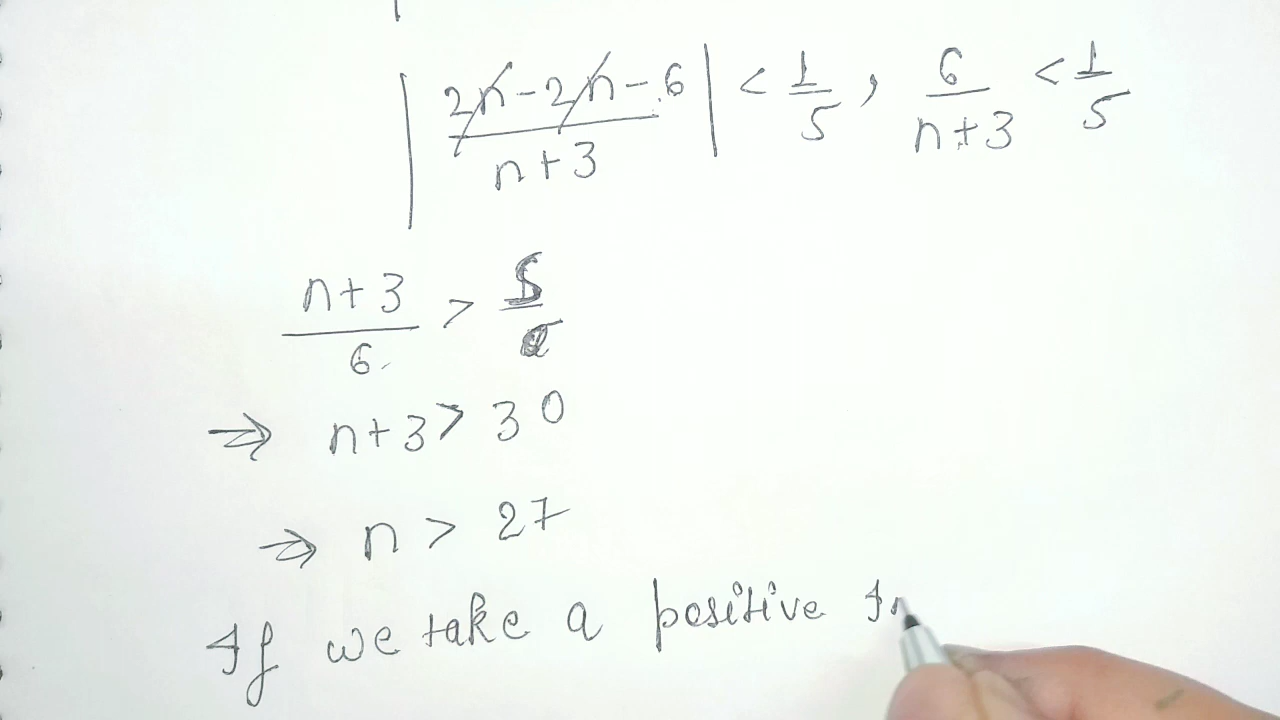 | (2n - 2n - 6)/(n+3) | < 1/5 , 6/(n+3) < 1/5
(n+3)/6 > 5
⇒ n+3 > 30
⇒ n > 27
If we take a positive In